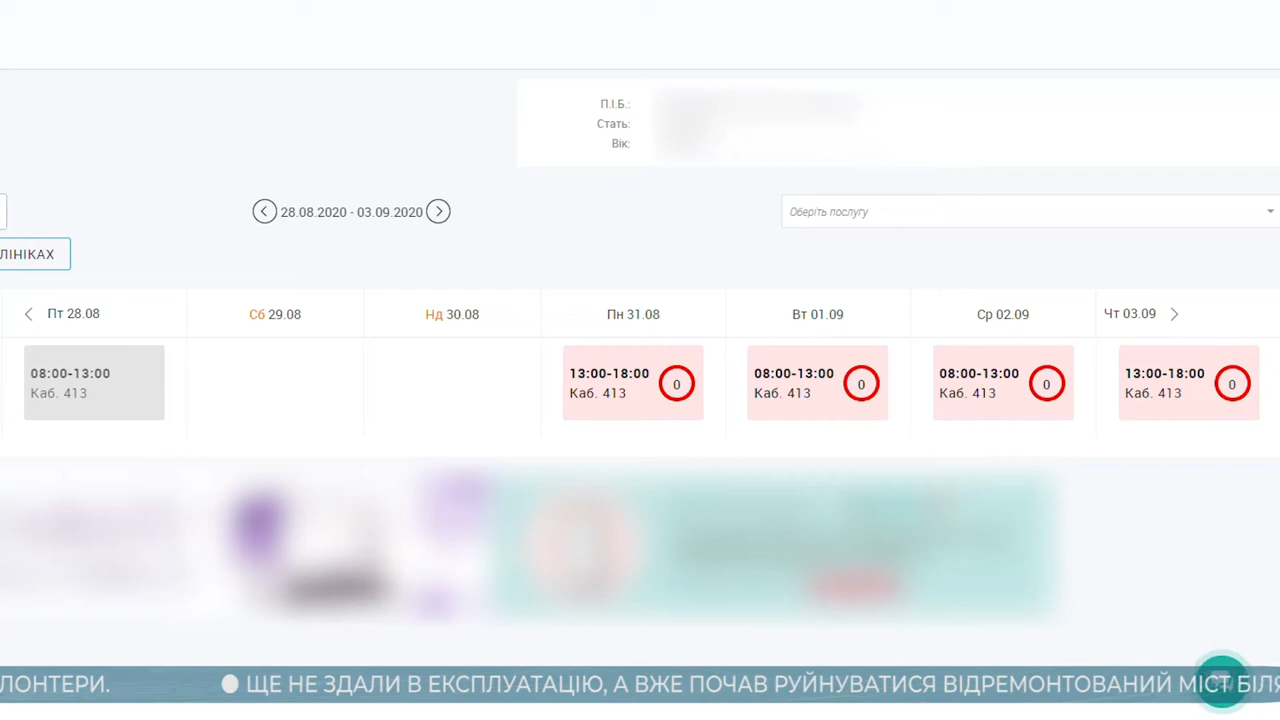 П.І.Б.:
Стать:
Вік:
28.08.2020 - 03.09.2020
Оберіть послугу
ЛІНІКАХ
Пт 28.08
Сб 29.08
Нд 30.08
Пн 31.08
Вт 01.09
Ср 02.09
Чт 03.09
08:00-13:00
Каб. 413
13:00-18:00
Каб. 413
0
08:00-13:00
Каб. 413
0
08:00-13:00
Каб. 413
0
13:00-18:00
Каб. 413
0
ЛОНТЕРИ.
ЩЕ НЕ ЗДАЛИ В ЕКСПЛУАТАЦІЮ, А ВЖЕ ПОЧАВ РУЙНУВАТИСЯ ВІДРЕМОНТОВАНИЙ МІСТ БІЛЯ